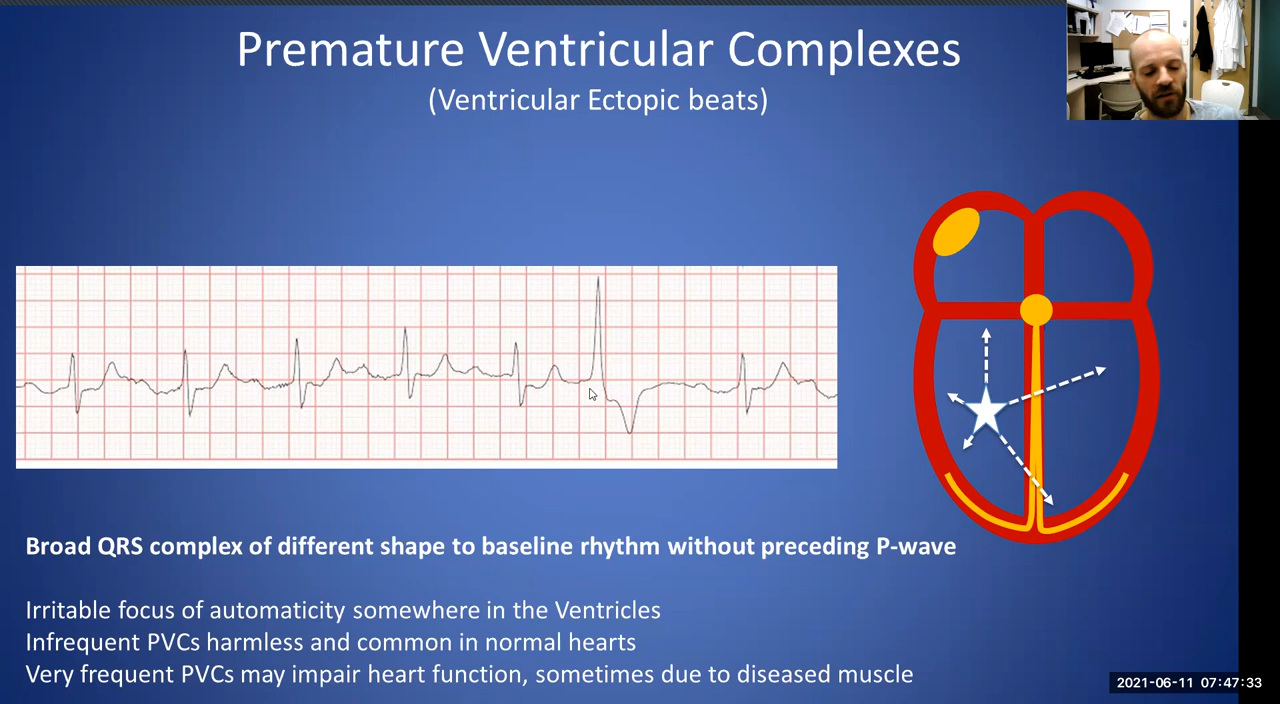 Premature Ventricular Complexes
(Ventricular Ectopic beats)
Broad QRS complex of different shape to baseline rhythm without preceding P-wave
Irritable focus of automaticity somewhere in the Ventricles
Infrequent PVCs harmless and common in normal hearts
Very frequent PVCs may impair heart function, sometimes due to diseased muscle
2021-06-11 07:47:33